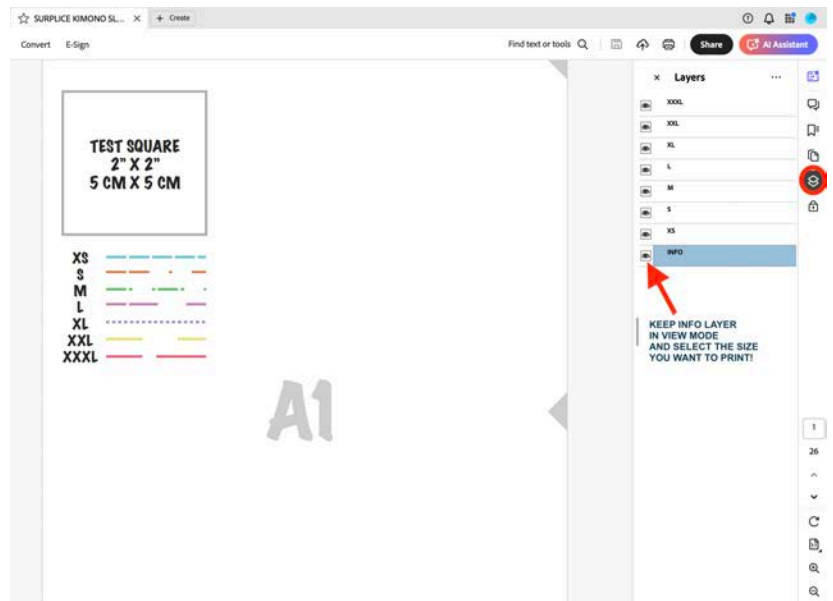 SURPLICE KIMONO SL...
+ Create
Convert E-Sign
Find text or tools
Share
AI Assistant
TEST SQUARE
2" X 2"
5 CM X 5 CM
XS
S
M
L
XL
XXL
XXXL
A1
× Layers ...
XXXL
XXL
XL
L
M
S
XS
INFO
KEEP INFO LAYER
IN VIEW MODE
AND SELECT THE SIZE
YOU WANT TO PRINT!
1
26